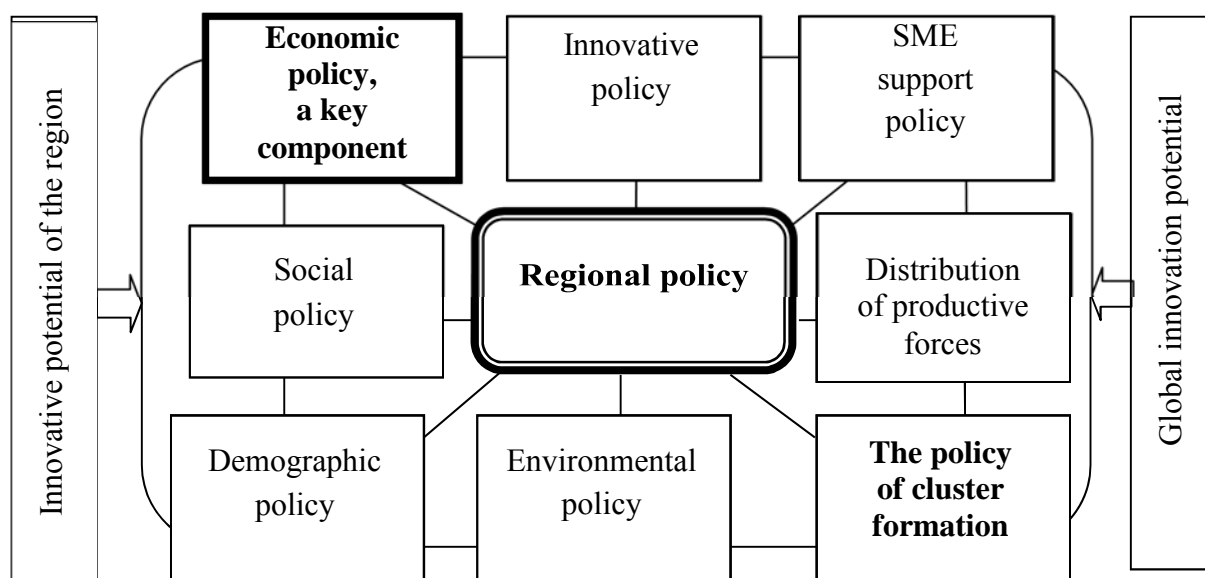 Innovative potential of the region
Economic
policy,
a key
component
Innovative
policy
SME
support
policy
Social
policy
Regional policy
Distribution
of productive
forces
Demographic
policy
Environmental
policy
The policy
of cluster
formation
Global innovation potential